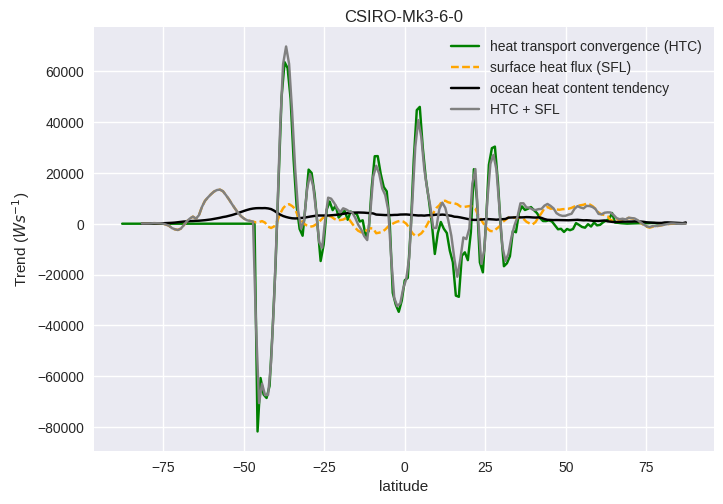 CSIRO-Mk3-6-0
heat transport convergence (HTC)
surface heat flux (SFL)
ocean heat content tendency
HTC + SFL
Trend (Ws⁻¹)
60000
40000
20000
0
−20000
−40000
−60000
−80000
−75 −50 −25 0 25 50 75
latitude